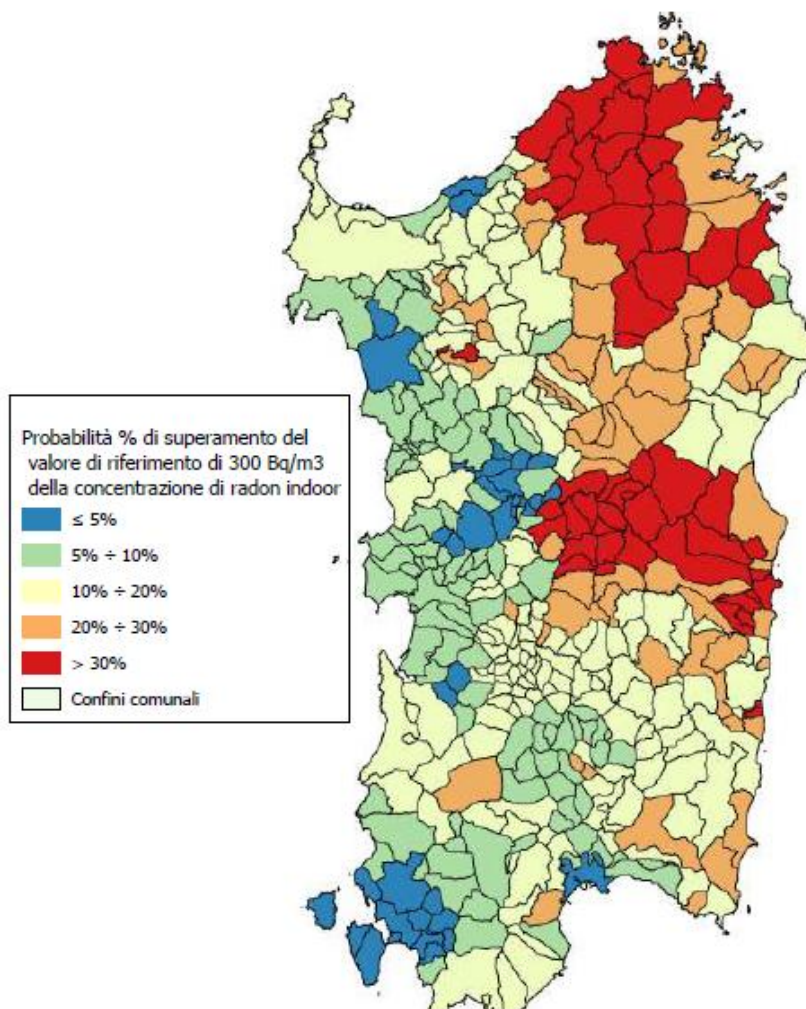 Probabilità % di superamento del
valore di riferimento di 300 Bq/m3
della concentrazione di radon indoor
≤ 5%
5% ÷ 10%
10% ÷ 20%
20% ÷ 30%
> 30%
Confini comunali